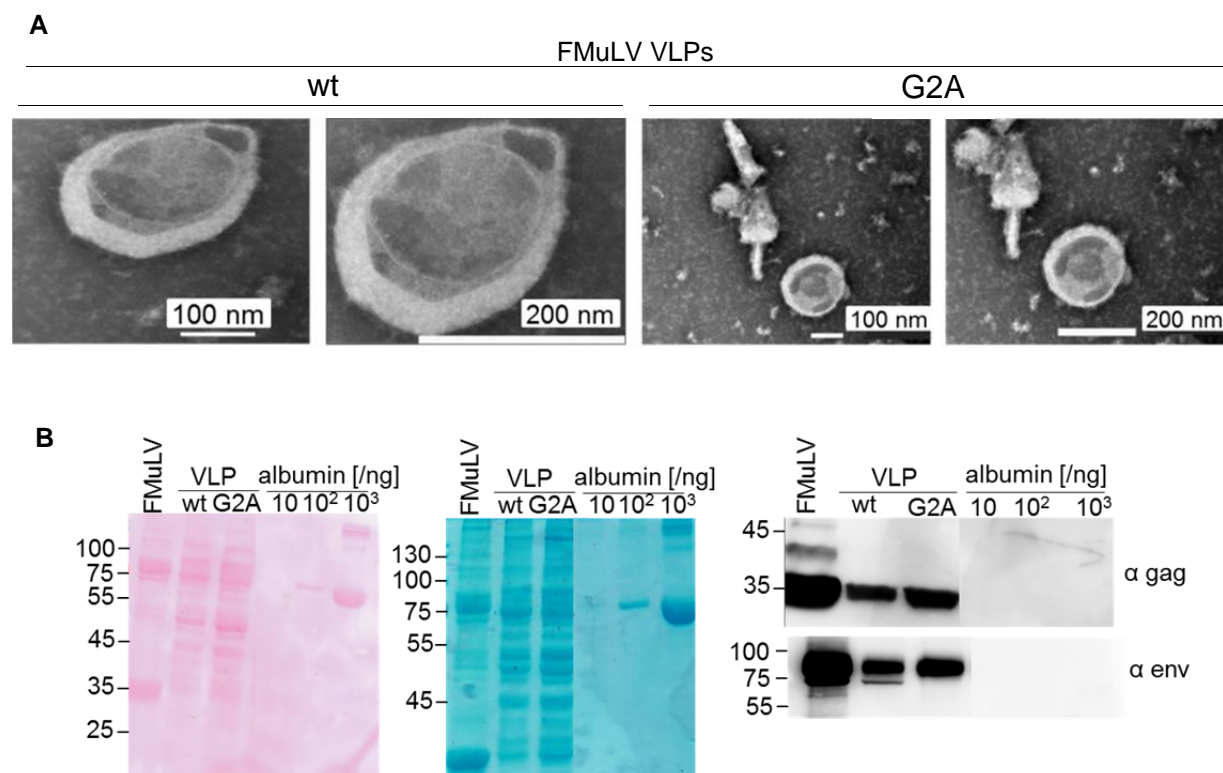 A
FMuLV VLPs
wt G2A
100 nm 200 nm 100 nm 200 nm
B
FMuLV VLP albumin [/ng]
wt G2A 10 10² 10³
100
75
55
45
35
25
FMuLV VLP albumin [/ng]
wt G2A 10 10² 10³
130
100
75
55
45
FMuLV VLP albumin [/ng]
wt G2A 10 10² 10³
45
35
α gag
100
75
55
α env